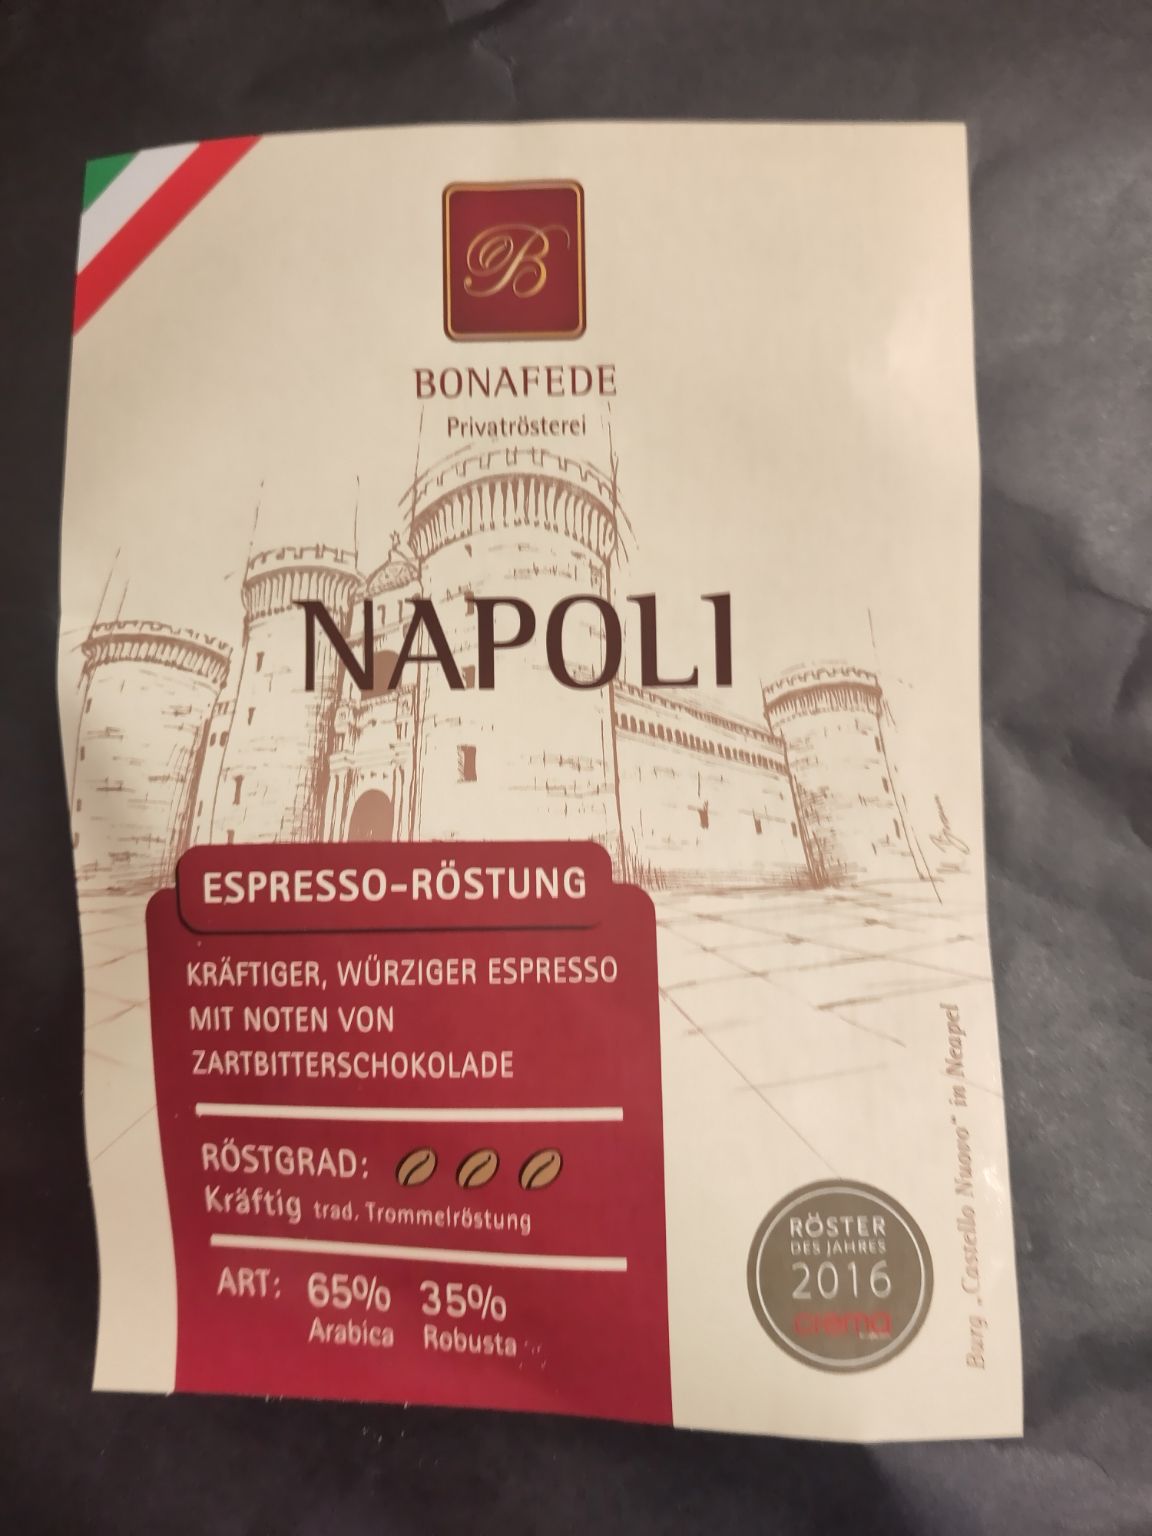 B
BONAFEDE
Privatrösterei
NAPOLI
ESPRESSO-RÖSTUNG
KRÄFTIGER, WÜRZIGER ESPRESSO
MIT NOTEN VON
ZARTBITTERSCHOKOLADE
RÖSTGRAD:
Kräftig trad. Trommelröstung
ART: 65% 35%
Arabica Robusta
RÖSTER
DES JAHRES
2016
crema
Burg „Castello Nuovo“ in Neapel